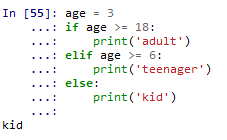 In [55]: age = 3
    ...: if age >= 18:
    ...:     print('adult')
    ...: elif age >= 6:
    ...:     print('teenager')
    ...: else:
    ...:     print('kid')
    ...:
kid